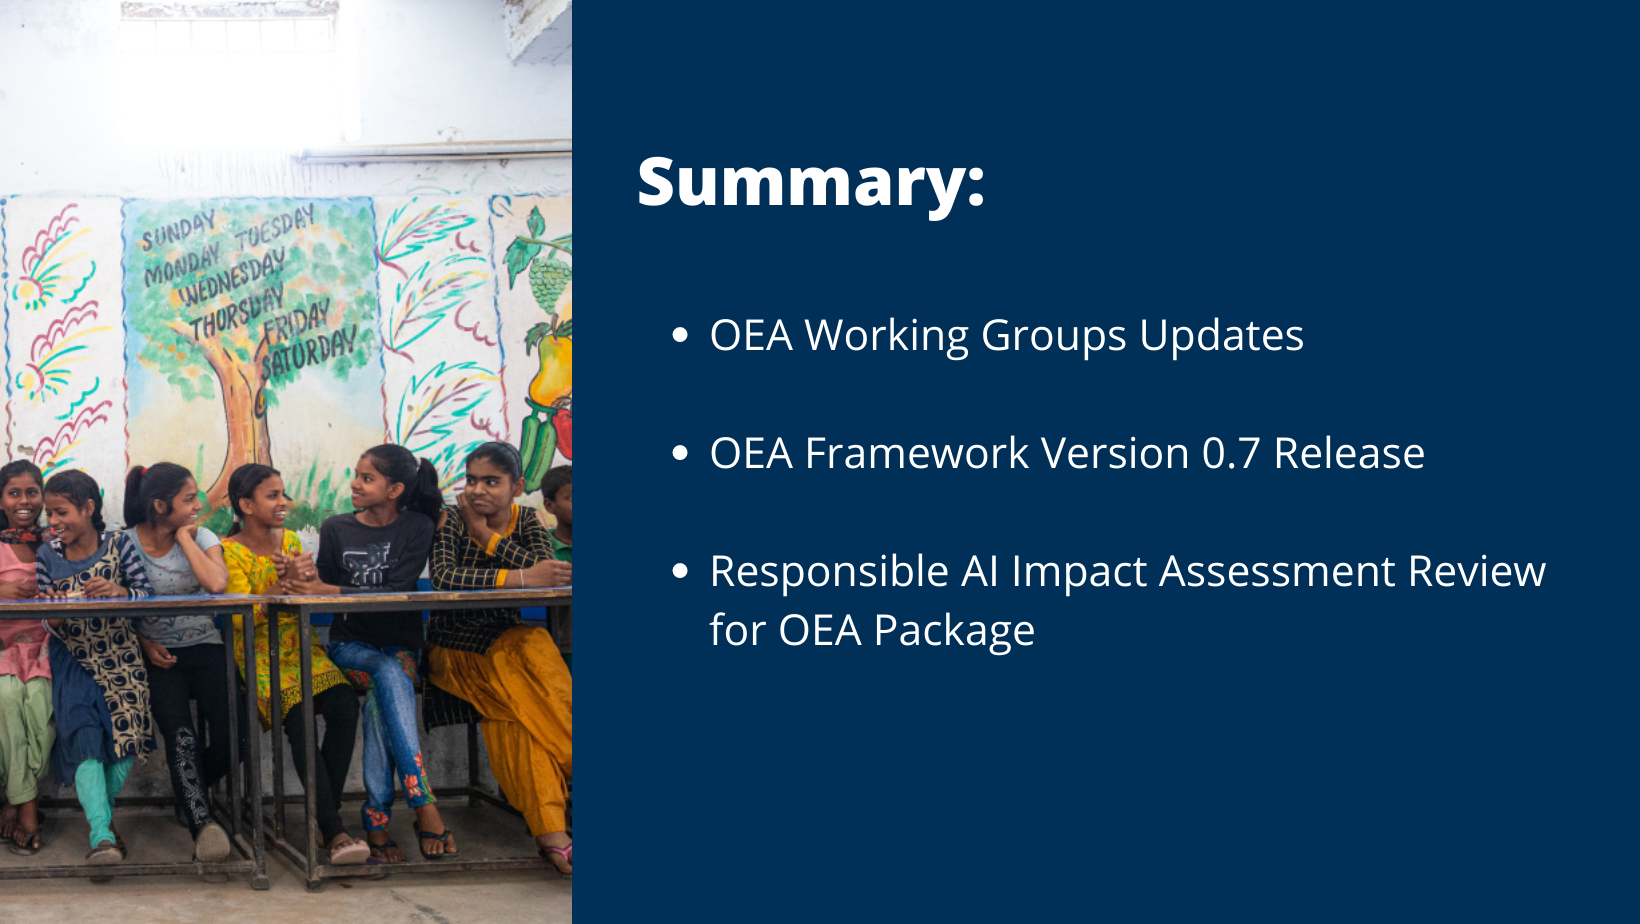 SUNDAY
TUESDAY
MONDAY
WEDNESDAY
THORSDAY
FRIDAY
SATURDAY
Summary:
• OEA Working Groups Updates
• OEA Framework Version 0.7 Release
• Responsible AI Impact Assessment Review
for OEA Package